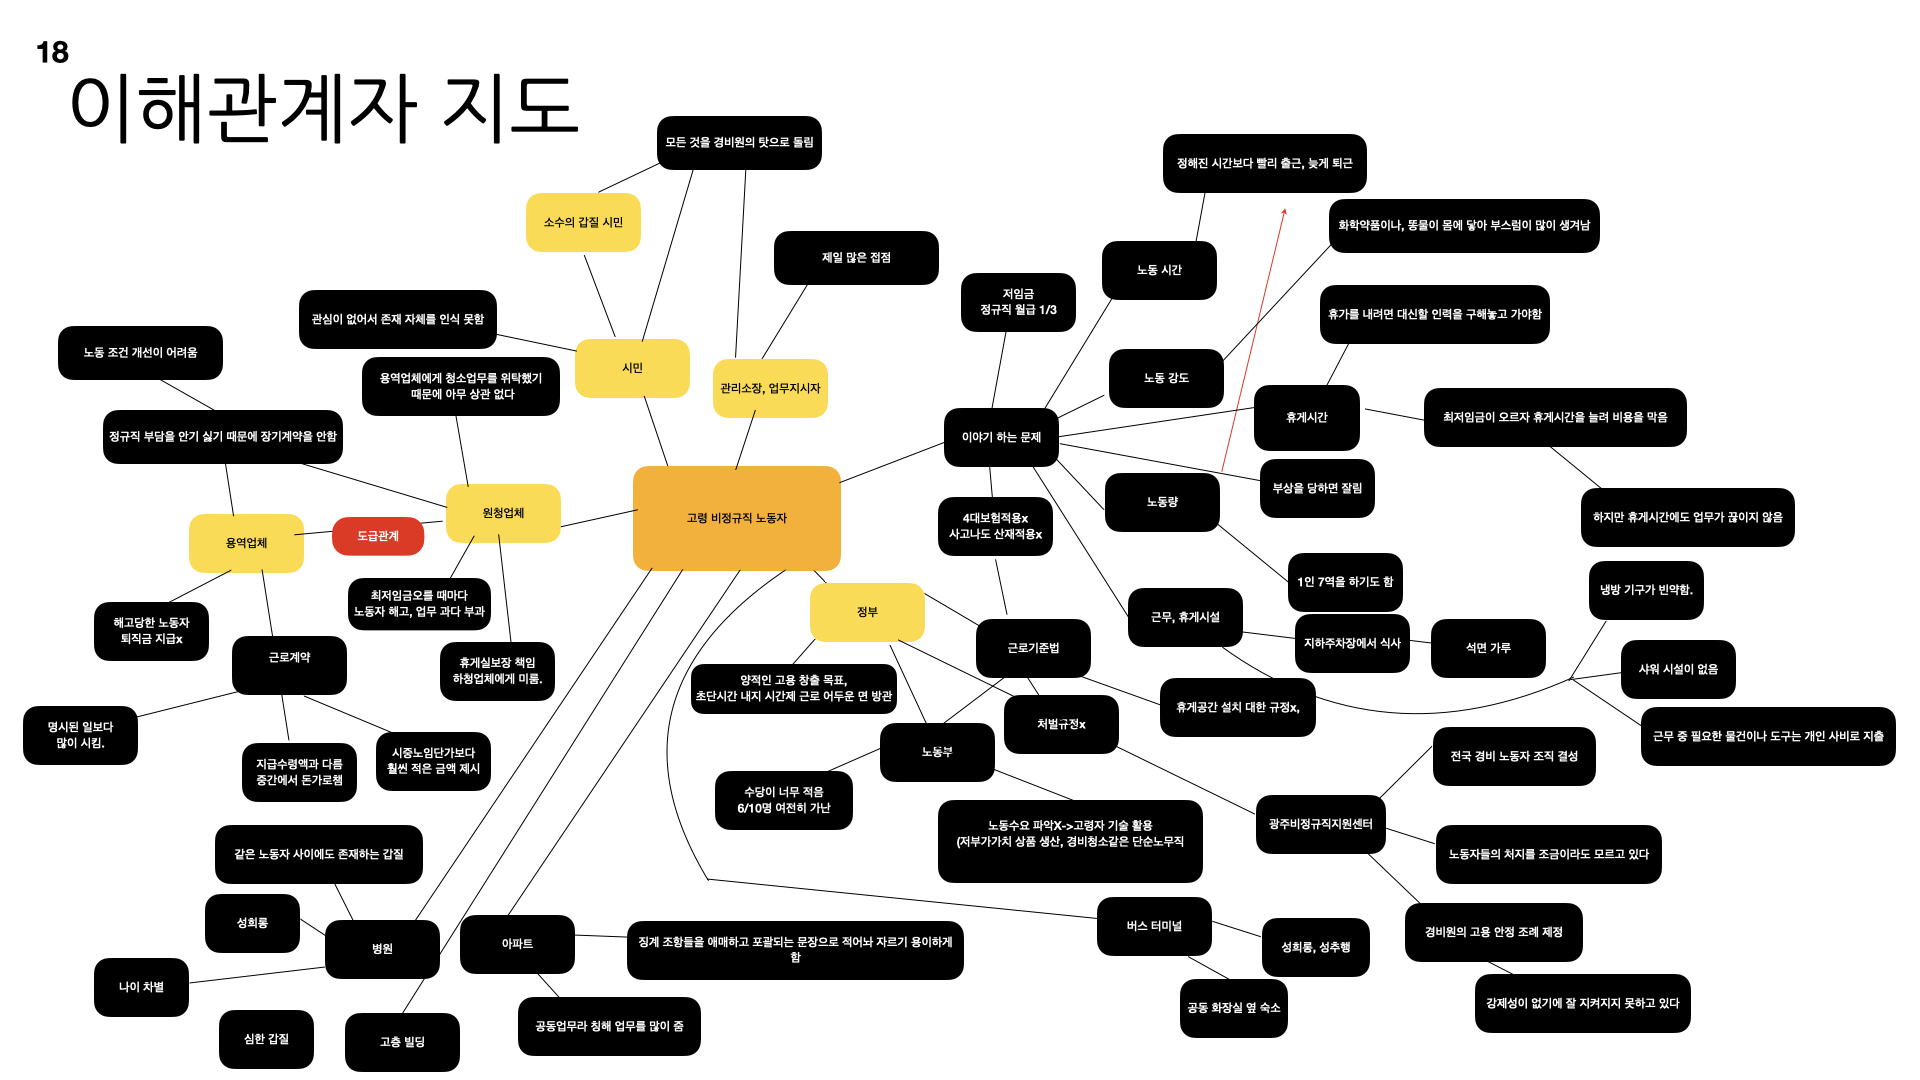 18
이해관계자 지도
모든 것을 경비원의 탓으로 돌림
정해진 시간보다 빨리 출근, 늦게 퇴근
소수의 갑질 시민
화학약품이나, 똥물이 몸에 닿아 부스럼이 많이 생겨남
제일 많은 접점
노동 시간
저임금
정규직 월급 1/3
관심이 없어서 존재 자체를 인식 못함
휴가를 내려면 대신할 인력을 구해놓고 가야함
노동 조건 개선이 어려움
시민
용역업체에게 청소업무를 위탁했기
때문에 아무 상관 없다
관리소장, 업무지시자
노동 강도
휴게시간
최저임금이 오르자 휴게시간을 늘려 비용을 막음
정규직 부담을 안기 싫기 때문에 장기계약을 안함
이야기 하는 문제
부상을 당하면 잘림
노동량
원청업체
고령 비정규직 노동자
하지만 휴게시간에도 업무가 끊이지 않음
4대보험적용x
사고나도 산재적용x
용역업체
도급관계
1인 7역을 하기도 함
냉방 기구가 빈약함.
최저임금오를 때마다
노동자 해고, 업무 과다 부과
정부
근무, 휴게시설
해고당한 노동자
퇴직금 지급x
지하주차장에서 식사
석면 가루
근로기준법
근로계약
휴게실보장 책임
하청업체에게 미룸.
샤워 시설이 없음
양적인 고용 창출 목표,
초단시간 내지 시간제 근로 어두운 면 방관
휴게공간 설치 대한 규정x,
처벌규정x
명시된 일보다
많이 시킴.
근무 중 필요한 물건이나 도구는 개인 사비로 지출
노동부
전국 경비 노동자 조직 결성
시중노임단가보다
훨씬 적은 금액 제시
지급수령액과 다름
중간에서 돈가로챔
수당이 너무 적음
6/10명 여전히 가난
노동수요 파악X->고령자 기술 활용
(저부가가치 상품 생산, 경비청소같은 단순노무직
광주비정규직지원센터
같은 노동자 사이에도 존재하는 갑질
노동자들의 처지를 조금이라도 모르고 있다
성희롱
병원
아파트
징계 조항들을 애매하고 포괄되는 문장으로 적어놔 자르기 용이하게
함
버스 터미널
성희롱, 성추행
경비원의 고용 안정 조례 제정
나이 차별
공동 화장실 옆 숙소
강제성이 없기에 잘 지켜지지 못하고 있다
심한 갑질
고층 빌딩
공동업무라 칭해 업무를 많이 줌